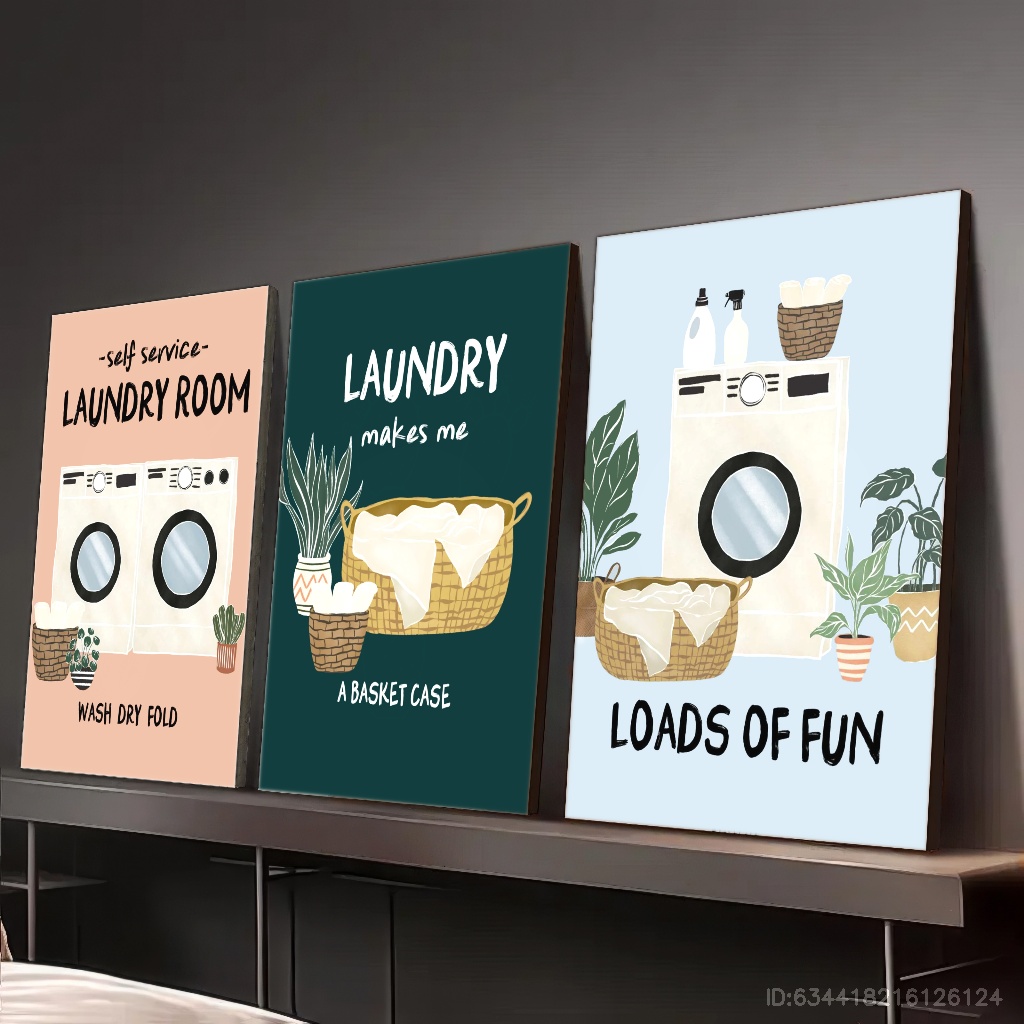 -self service-
LAUNDRY ROOM
WASH DRY FOLD
LAUNDRY
makes me
A BASKET CASE
LOADS OF FUN
ID:634418216126124